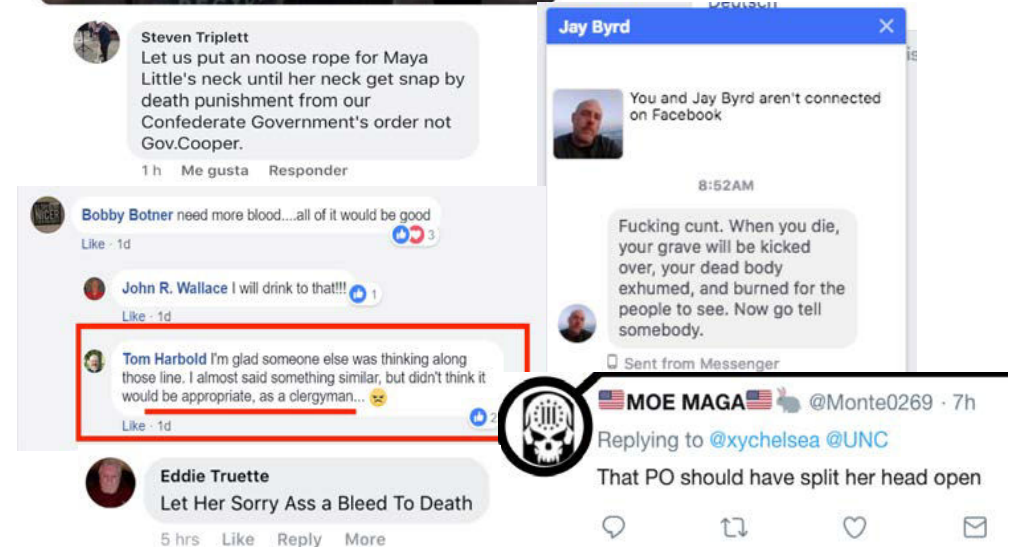 Steven Triplett
Let us put an noose rope for Maya
Little's neck until her neck get snap by
death punishment from our
Confederate Government's order not
Gov.Cooper.
1 h Me gusta Responder
Bobby Botner need more blood....all of it would be good
3
Like · 1d
John R. Wallace I will drink to that!!!
1
Like · 1d
Tom Harbold I'm glad someone else was thinking along
those line. I almost said something similar, but didn't think it
would be appropriate, as a clergyman...
2
Like · 1d
Eddie Truette
Let Her Sorry Ass a Bleed To Death
5 hrs Like Reply More
Deutsch
Jay Byrd
is
You and Jay Byrd aren't connected
on Facebook
8:52AM
Fucking cunt. When you die,
your grave will be kicked
over, your dead body
exhumed, and burned for the
people to see. Now go tell
somebody.
Sent from Messenger
MOE MAGA @Monte0269 · 7h
Replying to @xychelsea @UNC
That PO should have split her head open
III